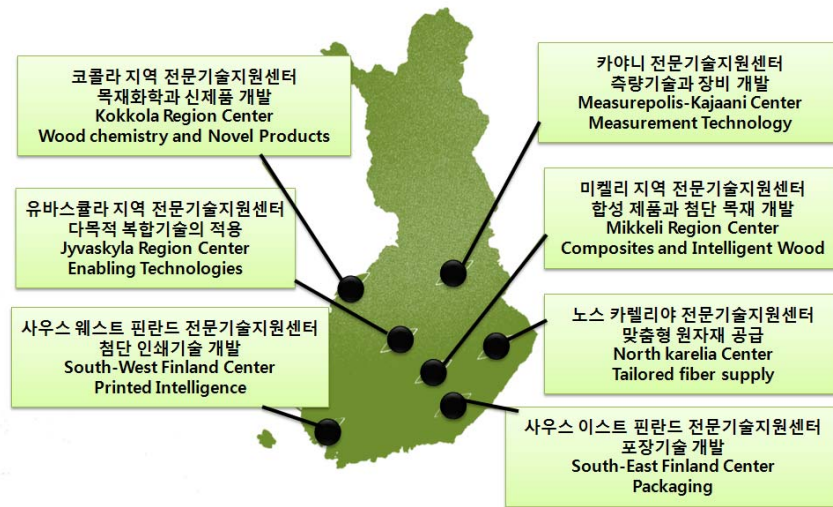 코콜라 지역 전문기술지원센터
목재화학과 신제품 개발
Kokkola Region Center
Wood chemistry and Novel Products
유바스큘라 지역 전문기술지원센터
다목적 복합기술의 적용
Jyvaskyla Region Center
Enabling Technologies
사우스 웨스트 핀란드 전문기술지원센터
첨단 인쇄기술 개발
South-West Finland Center
Printed Intelligence
카야니 전문기술지원센터
측량기술과 장비 개발
Measurepolis-Kajaani Center
Measurement Technology
미켈리 지역 전문기술지원센터
합성 제품과 첨단 목재 개발
Mikkeli Region Center
Composites and Intelligent Wood
노스 카렐리야 전문기술지원센터
맞춤형 원자재 공급
North karelia Center
Tailored fiber supply
사우스 이스트 핀란드 전문기술지원센터
포장기술 개발
South-East Finland Center
Packaging